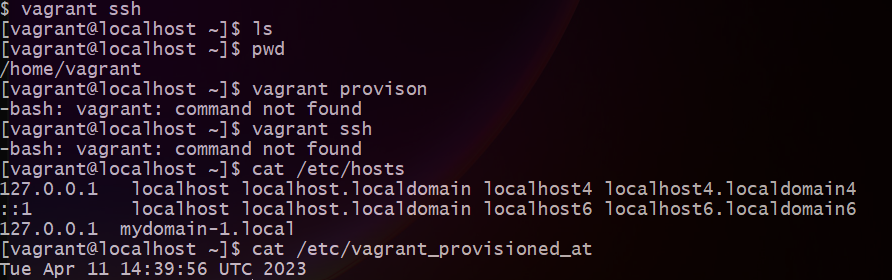 $ vagrant ssh
[vagrant@localhost ~]$ ls
[vagrant@localhost ~]$ pwd
/home/vagrant
[vagrant@localhost ~]$ vagrant provison
-bash: vagrant: command not found
[vagrant@localhost ~]$ vagrant ssh
-bash: vagrant: command not found
[vagrant@localhost ~]$ cat /etc/hosts
127.0.0.1   localhost localhost.localdomain localhost4 localhost4.localdomain4
::1         localhost localhost.localdomain localhost6 localhost6.localdomain6
127.0.0.1  mydomain-1.local
[vagrant@localhost ~]$ cat /etc/vagrant_provisioned_at
Tue Apr 11 14:39:56 UTC 2023